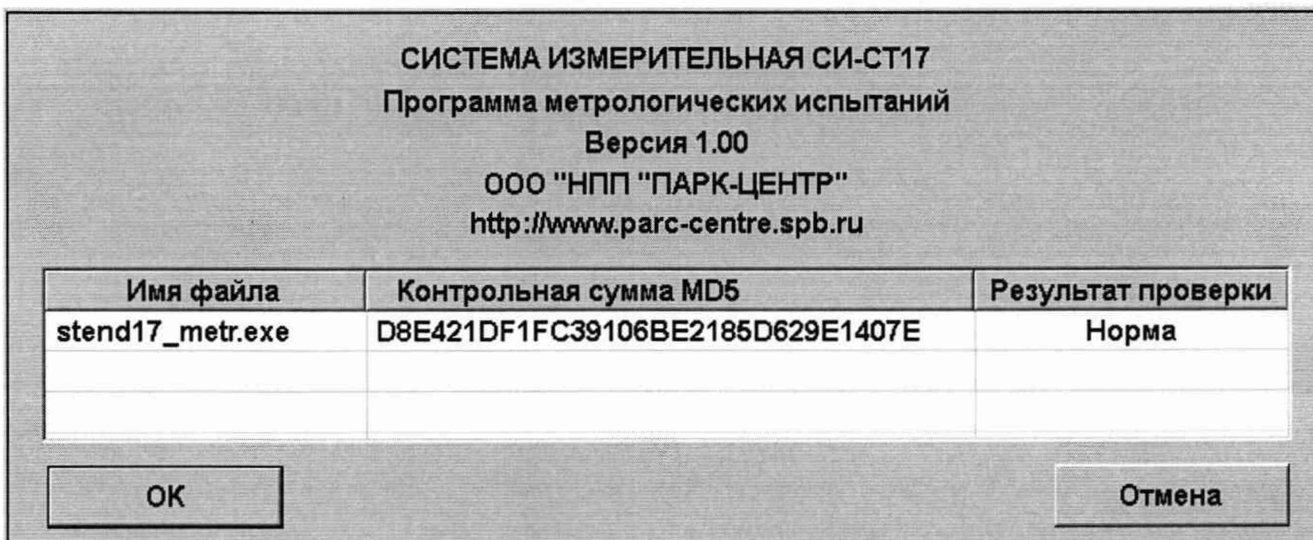 СИСТЕМА ИЗМЕРИТЕЛЬНАЯ СИ-СТ17
Программа метрологических испытаний
Версия 1.00
ООО "НПП "ПАРК-ЦЕНТР"
http://www.parc-centre.spb.ru
Имя файла Контрольная сумма MD5 Результат проверки
stend17_metr.exe D8E421DF1FC39106BE2185D629E1407E Норма
ОК Отмена